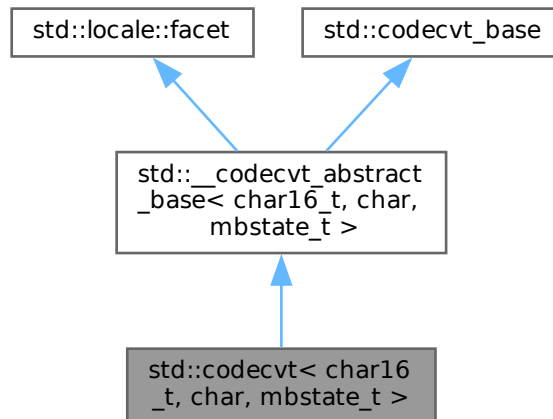 std::locale::facet
std::codecvt_base
std::__codecvt_abstract
_base< char16_t, char,
mbstate_t >
std::codecvt< char16
_t, char, mbstate_t >